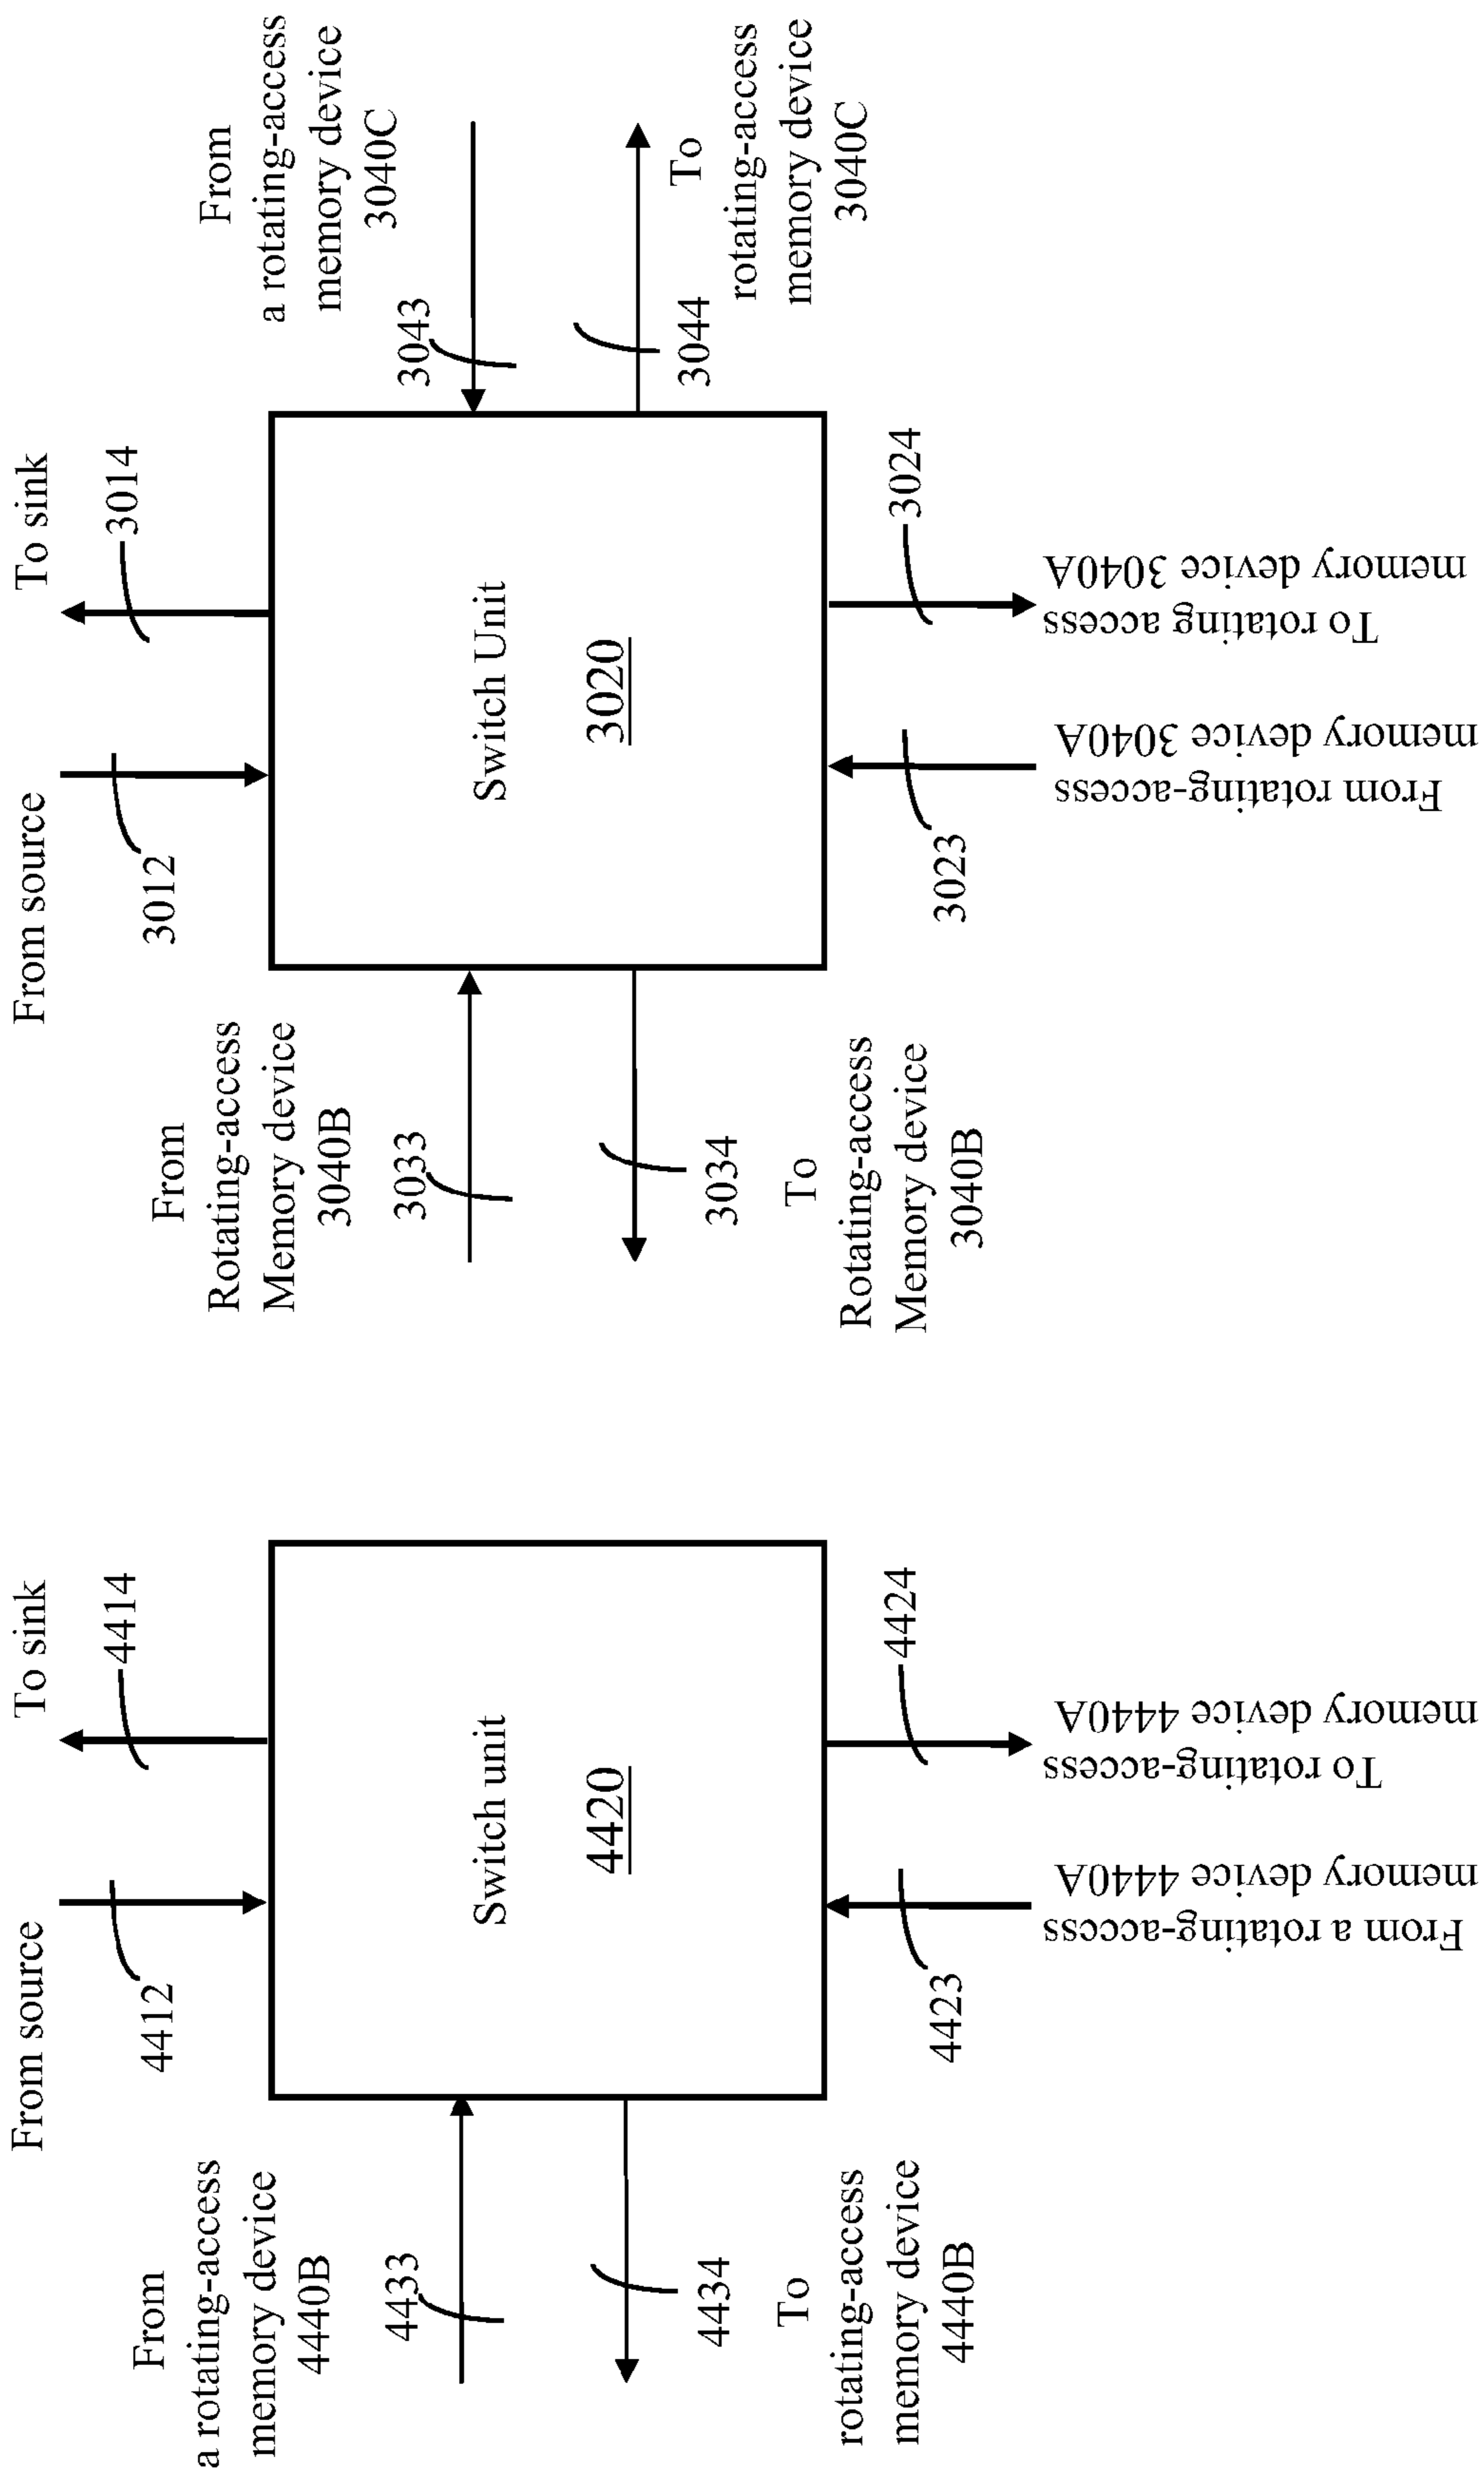 From source
To sink
4412
4414
From
a rotating-access
memory device
4440B
4433
Switch unit
4420
4434
To
rotating-access
memory device
4440B
4423
4424
From a rotating-access
memory device 4440A
To rotating-access
memory device 4440A
From source
To sink
3012
3014
From
Rotating-access
Memory device
3040B
3033
From
a rotating-access
memory device
3040C
3043
Switch Unit
3020
3034
To
Rotating-access
Memory device
3040B
3044
To
rotating-access
memory device
3040C
3023
3024
From rotating-access
memory device 3040A
To rotating access
memory device 3040A